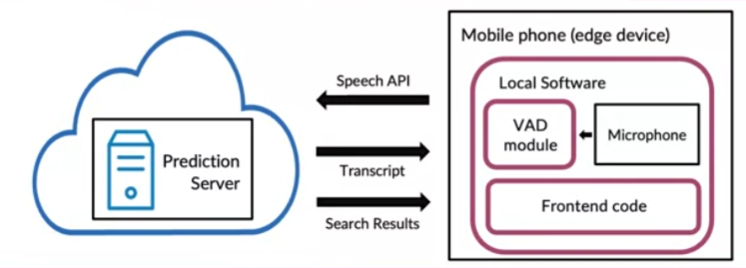 Prediction
Server
Speech API
Transcript
Search Results
Mobile phone (edge device)
Local Software
VAD
module
Microphone
Frontend code